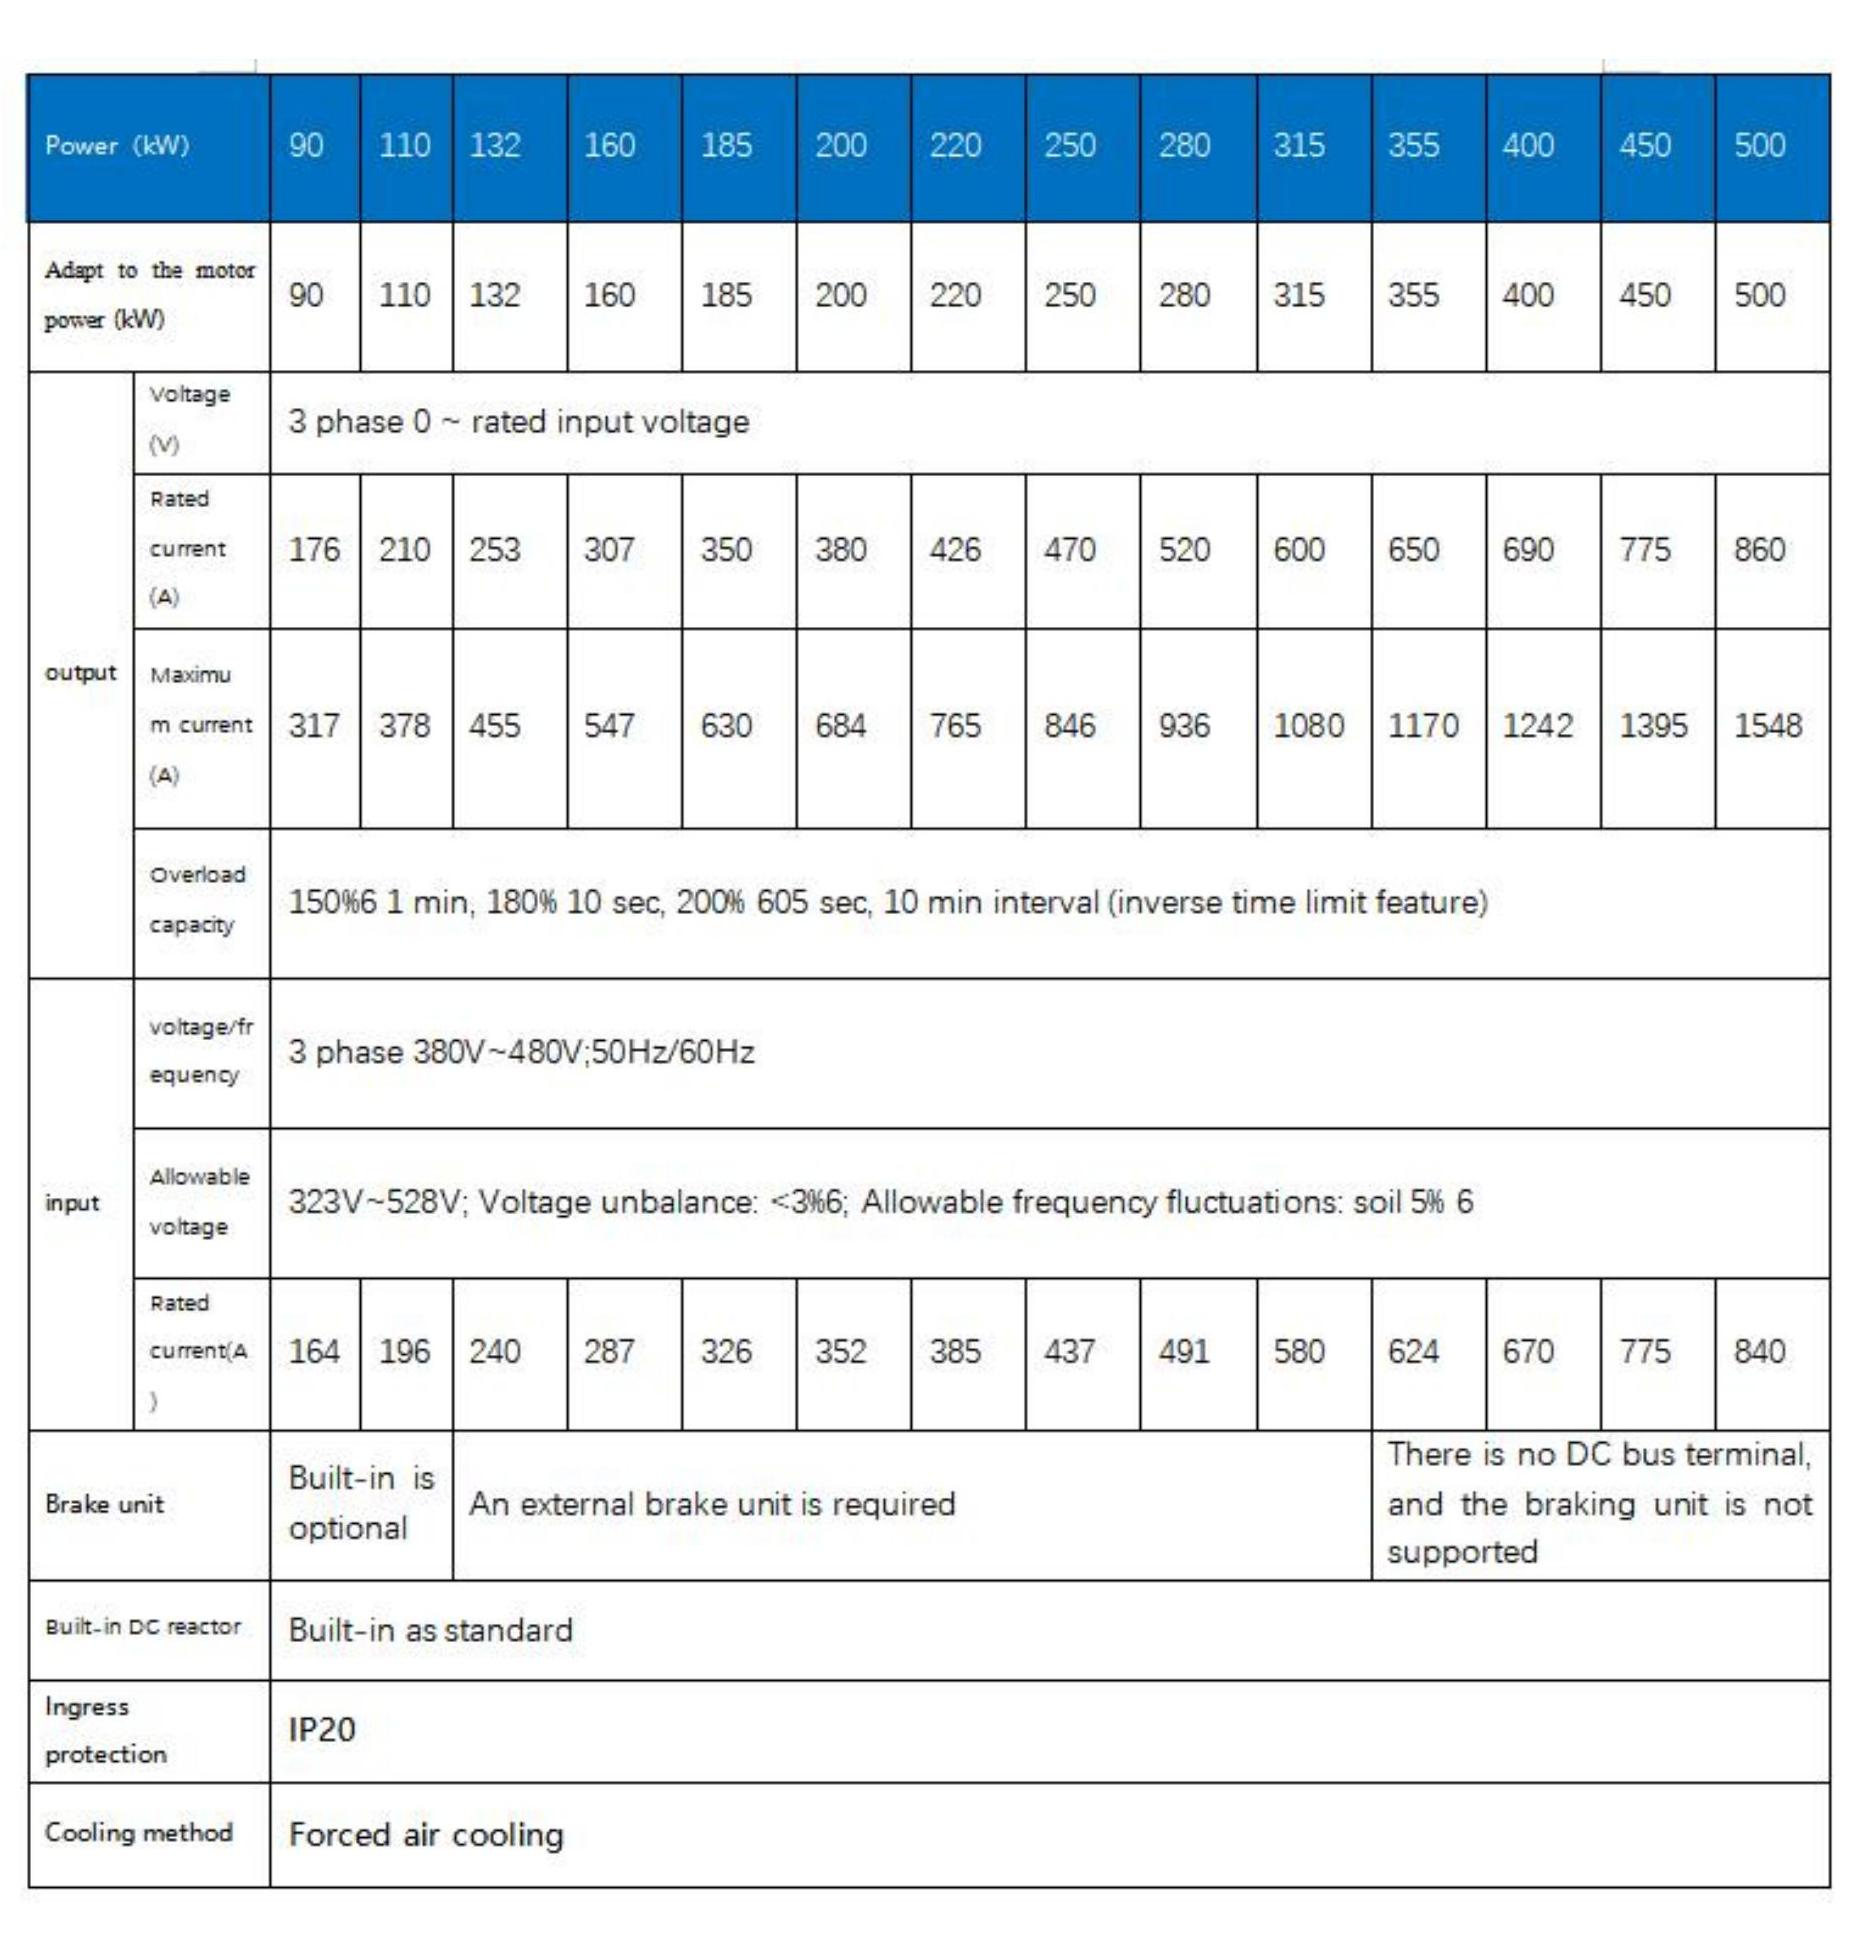 Power (kW) 90 110 132 160 185 200 220 250 280 315 355 400 450 500
Adapt to the motor
power (kW)
90 110 132 160 185 200 220 250 280 315 355 400 450 500
output
Voltage
(V)
3 phase 0 ~ rated input voltage
Rated
current
(A)
176 210 253 307 350 380 426 470 520 600 650 690 775 860
Maximu
m current
(A)
317 378 455 547 630 684 765 846 936 1080 1170 1242 1395 1548
Overload
capacity
150%6 1 min, 180% 10 sec, 200% 605 sec, 10 min interval (inverse time limit feature)
input
voltage/fr
equency
3 phase 380V~480V;50Hz/60Hz
Allowable
voltage
323V~528V; Voltage unbalance: <3%6; Allowable frequency fluctuations: soil 5% 6
Rated
current(A
)
164 196 240 287 326 352 385 437 491 580 624 670 775 840
Brake unit
Built-in is
optional
An external brake unit is required
There is no DC bus terminal,
and the braking unit is not
supported
Built-in DC reactor
Built-in as standard
Ingress
protection
IP20
Cooling method
Forced air cooling